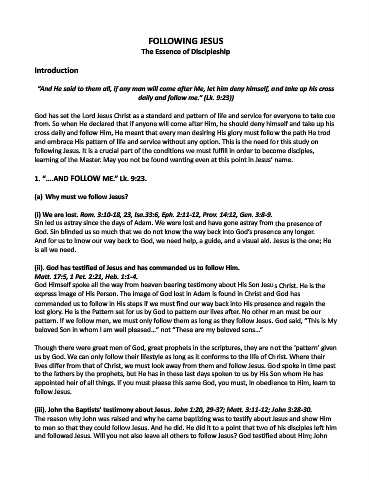 FOLLOWING JESUS
The Essence of Discipleship
Introduction
"And He said to them all, if any man will come after Me, let him deny himself, and take up his cross
daily and follow me." (Lk. 9:23))
God has set the Lord Jesus Christ as a standard and pattern of life and service for everyone to take cue
from. So when He declared that if anyone will come after Him, he should deny himself and take up his
cross daily and follow Him, He meant that every man desiring His glory must follow the path He trod
and embrace His pattern of life and service without any option. This is the need for this study on
following Jesus. It is a crucial part of the conditions we must fulfill in order to become disciples,
learning of the Master. May you not be found wanting even at this point in Jesus' name.
1. "....AND FOLLOW ME." Lk. 9:23.
(a) Why must we follow Jesus?
(i) We are lost. Rom. 3:10-18, 23, Isa.33:6, Eph. 2:11-12, Prov. 14:12, Gen. 3:8-9.
Sin led us astray since the days of Adam. We were lost and have gone astray from the presence of
God. Sin blinded us so much that we do not know the way back into God's presence any longer.
And for us to know our way back to God, we need help, a guide, and a visual aid. Jesus is the one; He
is all we need.
(ii). God has testified of Jesus and has commanded us to follow Him.
Matt. 17:5, 1 Pet. 2:21, Heb. 1:1-4.
God Himself spoke all the way from heaven bearing testimony about His Son Jesus Christ. He is the
express image of His Person. The image of God lost in Adam is found in Christ and God has
commanded us to follow in His steps if we must find our way back into His presence and regain the
lost glory. He is the Pattern set for us by God to pattern our lives after. No other man must be our
pattern. If we follow men, we must only follow them as long as they follow Jesus. God said, "This is My
beloved Son in whom I am well pleased..." not "These are my beloved sons..."
Though there were great men of God, great prophets in the scriptures, they are not the 'pattern' given
us by God. We can only follow their lifestyle as long as it conforms to the life of Christ. Where their
lives differ from that of Christ, we must look away from them and follow Jesus. God spoke in time past
to the fathers by the prophets, but He has in these last days spoken to us by His Son whom He has
appointed heir of all things. If you must please this same God, you must, in obedience to Him, learn to
follow Jesus.
(iii). John the Baptists' testimony about Jesus. John 1:20, 29-37; Matt. 3:11-12; John 3:28-30.
The reason why John was raised and why he came baptizing was to testify about Jesus and show Him
to men so that they could follow Him. And he did. He did it to a point that two of his disciples left him
and followed Jesus. Will you not also leave all others to follow Jesus? God testified about Him; John